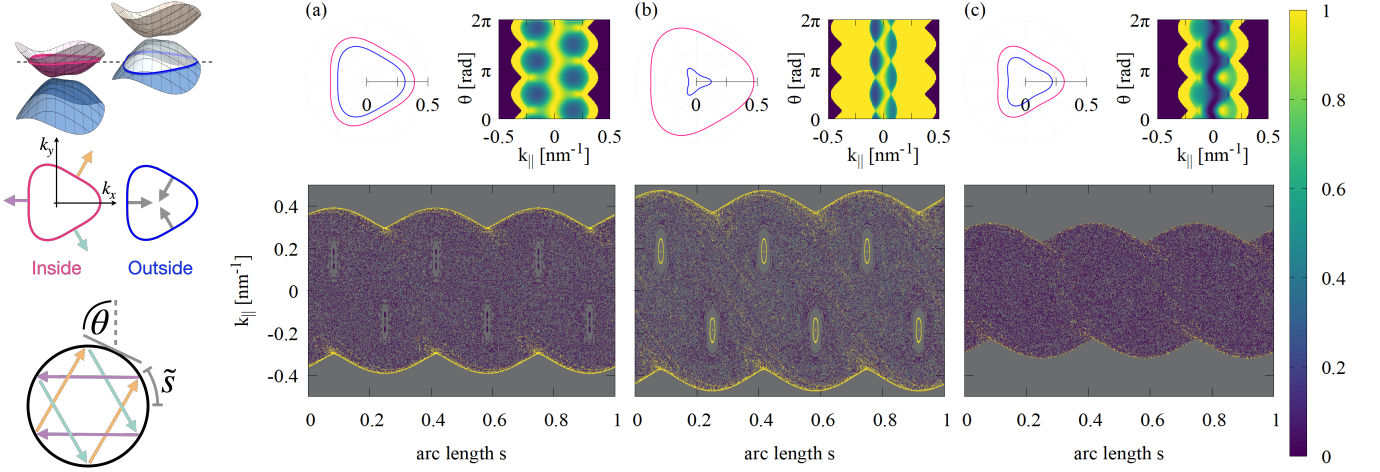 k_y
k_x
Inside
Outside
θ
s̃
(a)
0
0.5
2π
π
0
θ [rad]
-0.5
0
0.5
k_|| [nm⁻¹]
(b)
0
0.5
2π
π
0
θ [rad]
-0.5
0
0.5
k_|| [nm⁻¹]
(c)
0
0.5
2π
π
0
θ [rad]
-0.5
0
0.5
k_|| [nm⁻¹]
k_|| [nm⁻¹]
0.4
0.2
0
-0.2
-0.4
0
0.2
0.4
0.6
0.8
1
arc length s
0
0.2
0.4
0.6
0.8
1
arc length s
0
0.2
0.4
0.6
0.8
1
arc length s
1
0.8
0.6
0.4
0.2
0